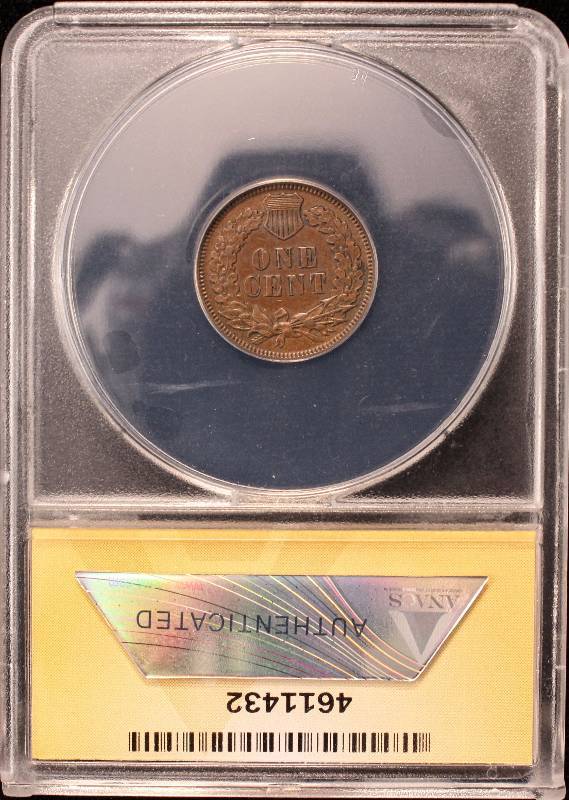 ONE
CENT
ANACS
AUTHENTICATED
4611432